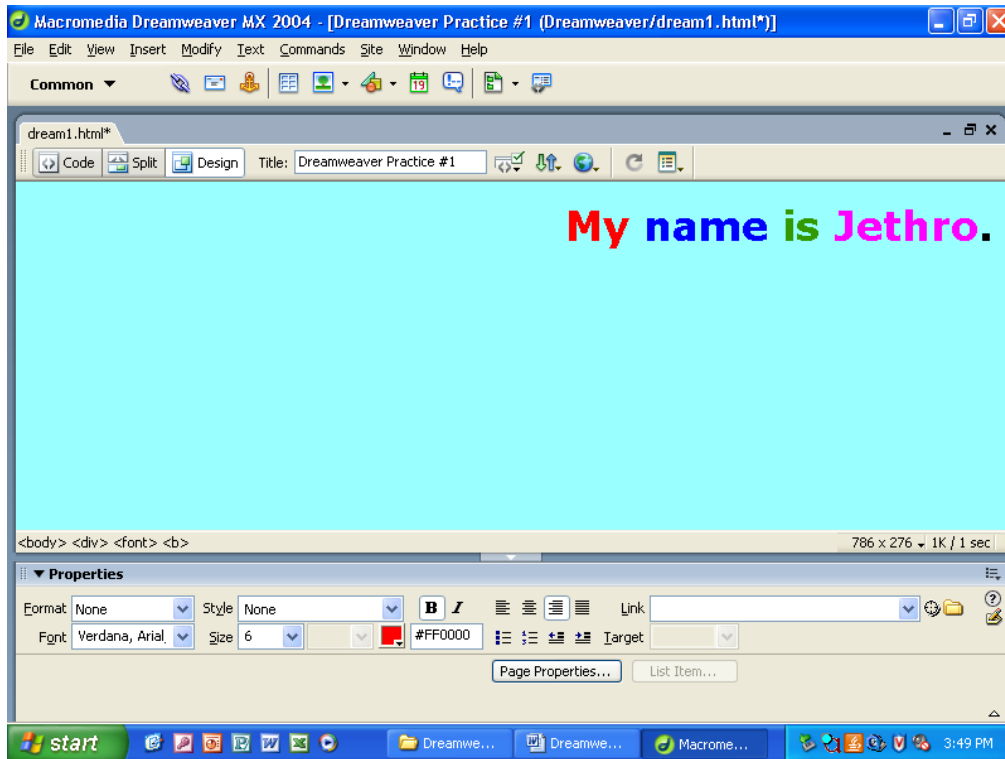 Macromedia Dreamweaver MX 2004 - [Dreamweaver Practice #1 (Dreamweaver/dream1.html*)]
File Edit View Insert Modify Text Commands Site Window Help
Common
19
dream1.html*
Code Split Design Title: Dreamweaver Practice #1
My name is Jethro.
<body> <div> <font> <b>
786 x 276 1K / 1 sec
Properties
Format None Style None B I Link
Font Verdana, Arial, Size 6 #FF0000 Target
Page Properties... List Item...
start Dreamwe... Dreamwe... Macrome... 3:49 PM